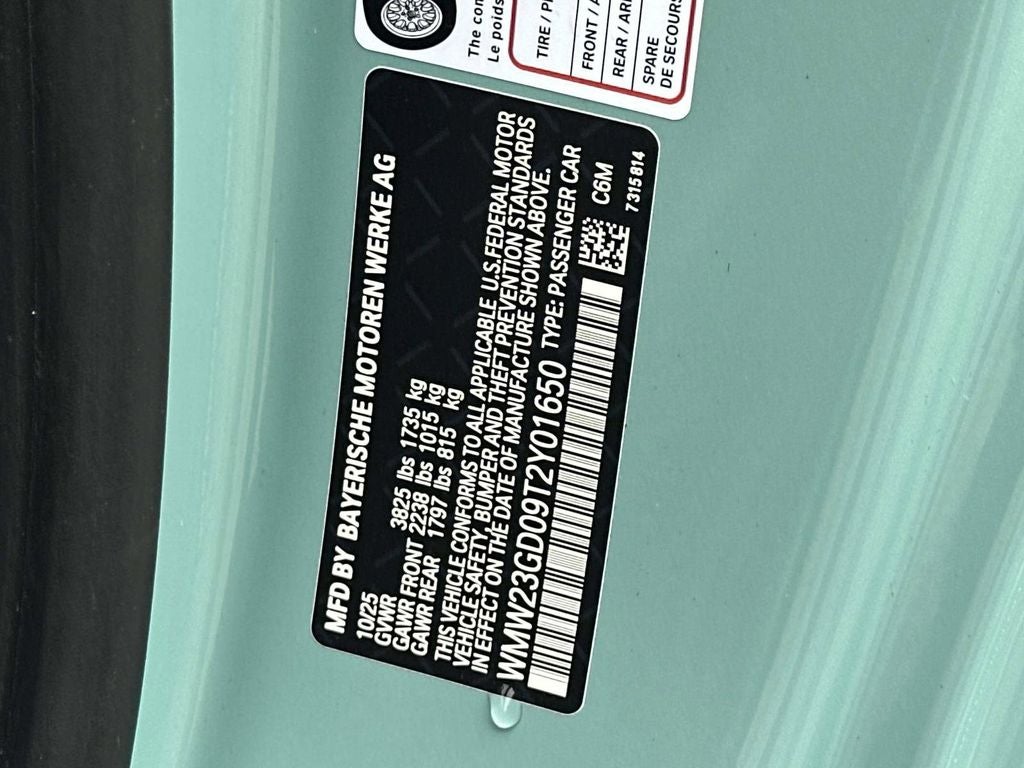 MFD BY BAYERISCHE MOTOREN WERKE AG
10/25
GVWR 3825 lbs 1735 kg
GAWR FRONT 2238 lbs 1015 kg
GAWR REAR 1797 lbs 815 kg
THIS VEHICLE CONFORMS TO ALL APPLICABLE U.S. FEDERAL MOTOR
VEHICLE SAFETY, BUMPER AND THEFT PREVENTION STANDARDS
IN EFFECT ON THE DATE OF MANUFACTURE SHOWN ABOVE.
WMW23GD09T2Y01650 TYPE: PASSENGER CAR
C6M
7315814
The
Le poids
TIRE /
FRONT /
REAR /
SPARE
DE SECOURS